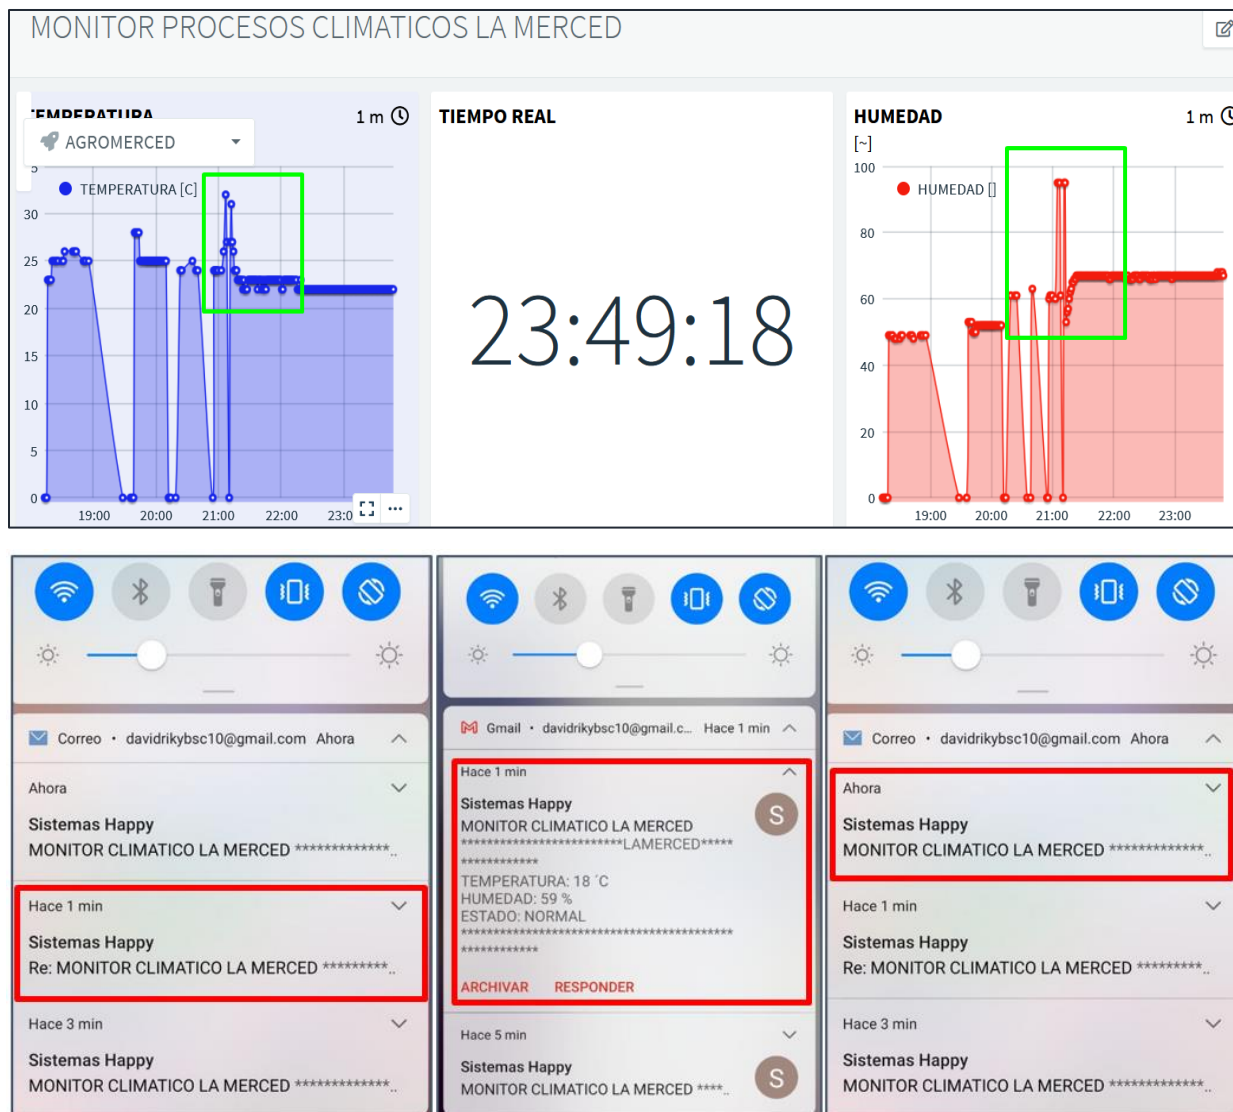 MONITOR PROCESOS CLIMATICOS LA MERCED
TEMPERATURA
1 m
AGROMERCED
TEMPERATURA [C]
30
25
20
15
10
5
0
19:00 20:00 21:00 22:00
TIEMPO REAL
23:49:18
HUMEDAD
1 m
[~]
HUMEDAD []
100
80
60
40
20
0
19:00 20:00 21:00 22:00 23:00
Correo • davidrikybsc10@gmail.com Ahora
Ahora
Sistemas Happy
MONITOR CLIMATICO LA MERCED *************..
Hace 1 min
Sistemas Happy
Re: MONITOR CLIMATICO LA MERCED *********..
Hace 3 min
Sistemas Happy
MONITOR CLIMATICO LA MERCED *************..
Gmail • davidrikybsc10@gmail.c... Hace 1 min
Hace 1 min
Sistemas Happy
S
MONITOR CLIMATICO LA MERCED
*************************LAMERCED*****
************
TEMPERATURA: 18 ´C
HUMEDAD: 59 %
ESTADO: NORMAL
******************************************
************
ARCHIVAR RESPONDER
Hace 5 min
Sistemas Happy
S
MONITOR CLIMATICO LA MERCED ****..
Correo • davidrikybsc10@gmail.com Ahora
Ahora
Sistemas Happy
MONITOR CLIMATICO LA MERCED *************..
Hace 1 min
Sistemas Happy
Re: MONITOR CLIMATICO LA MERCED *********..
Hace 3 min
Sistemas Happy
MONITOR CLIMATICO LA MERCED *************..